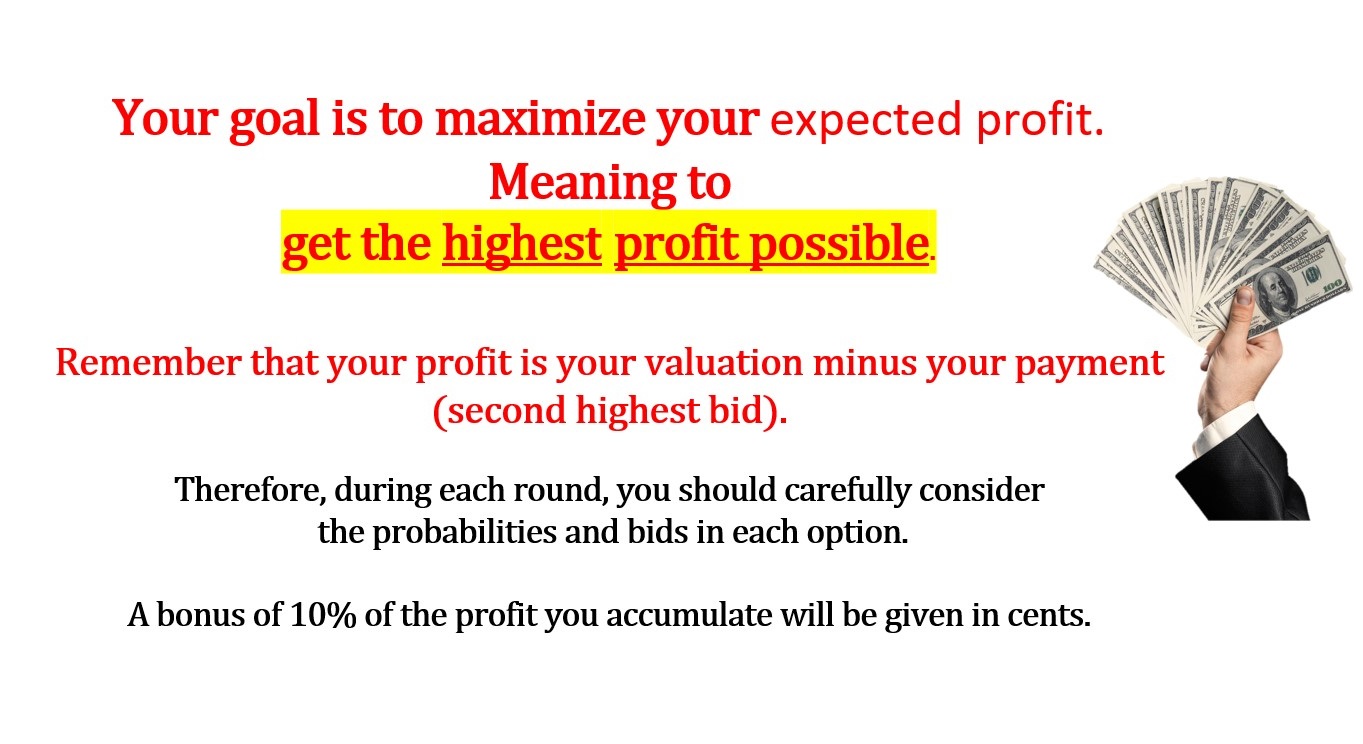 Your goal is to maximize your expected profit.
Meaning to
get the highest profit possible.
Remember that your profit is your valuation minus your payment
(second highest bid).
Therefore, during each round, you should carefully consider
the probabilities and bids in each option.
A bonus of 10% of the profit you accumulate will be given in cents.
100